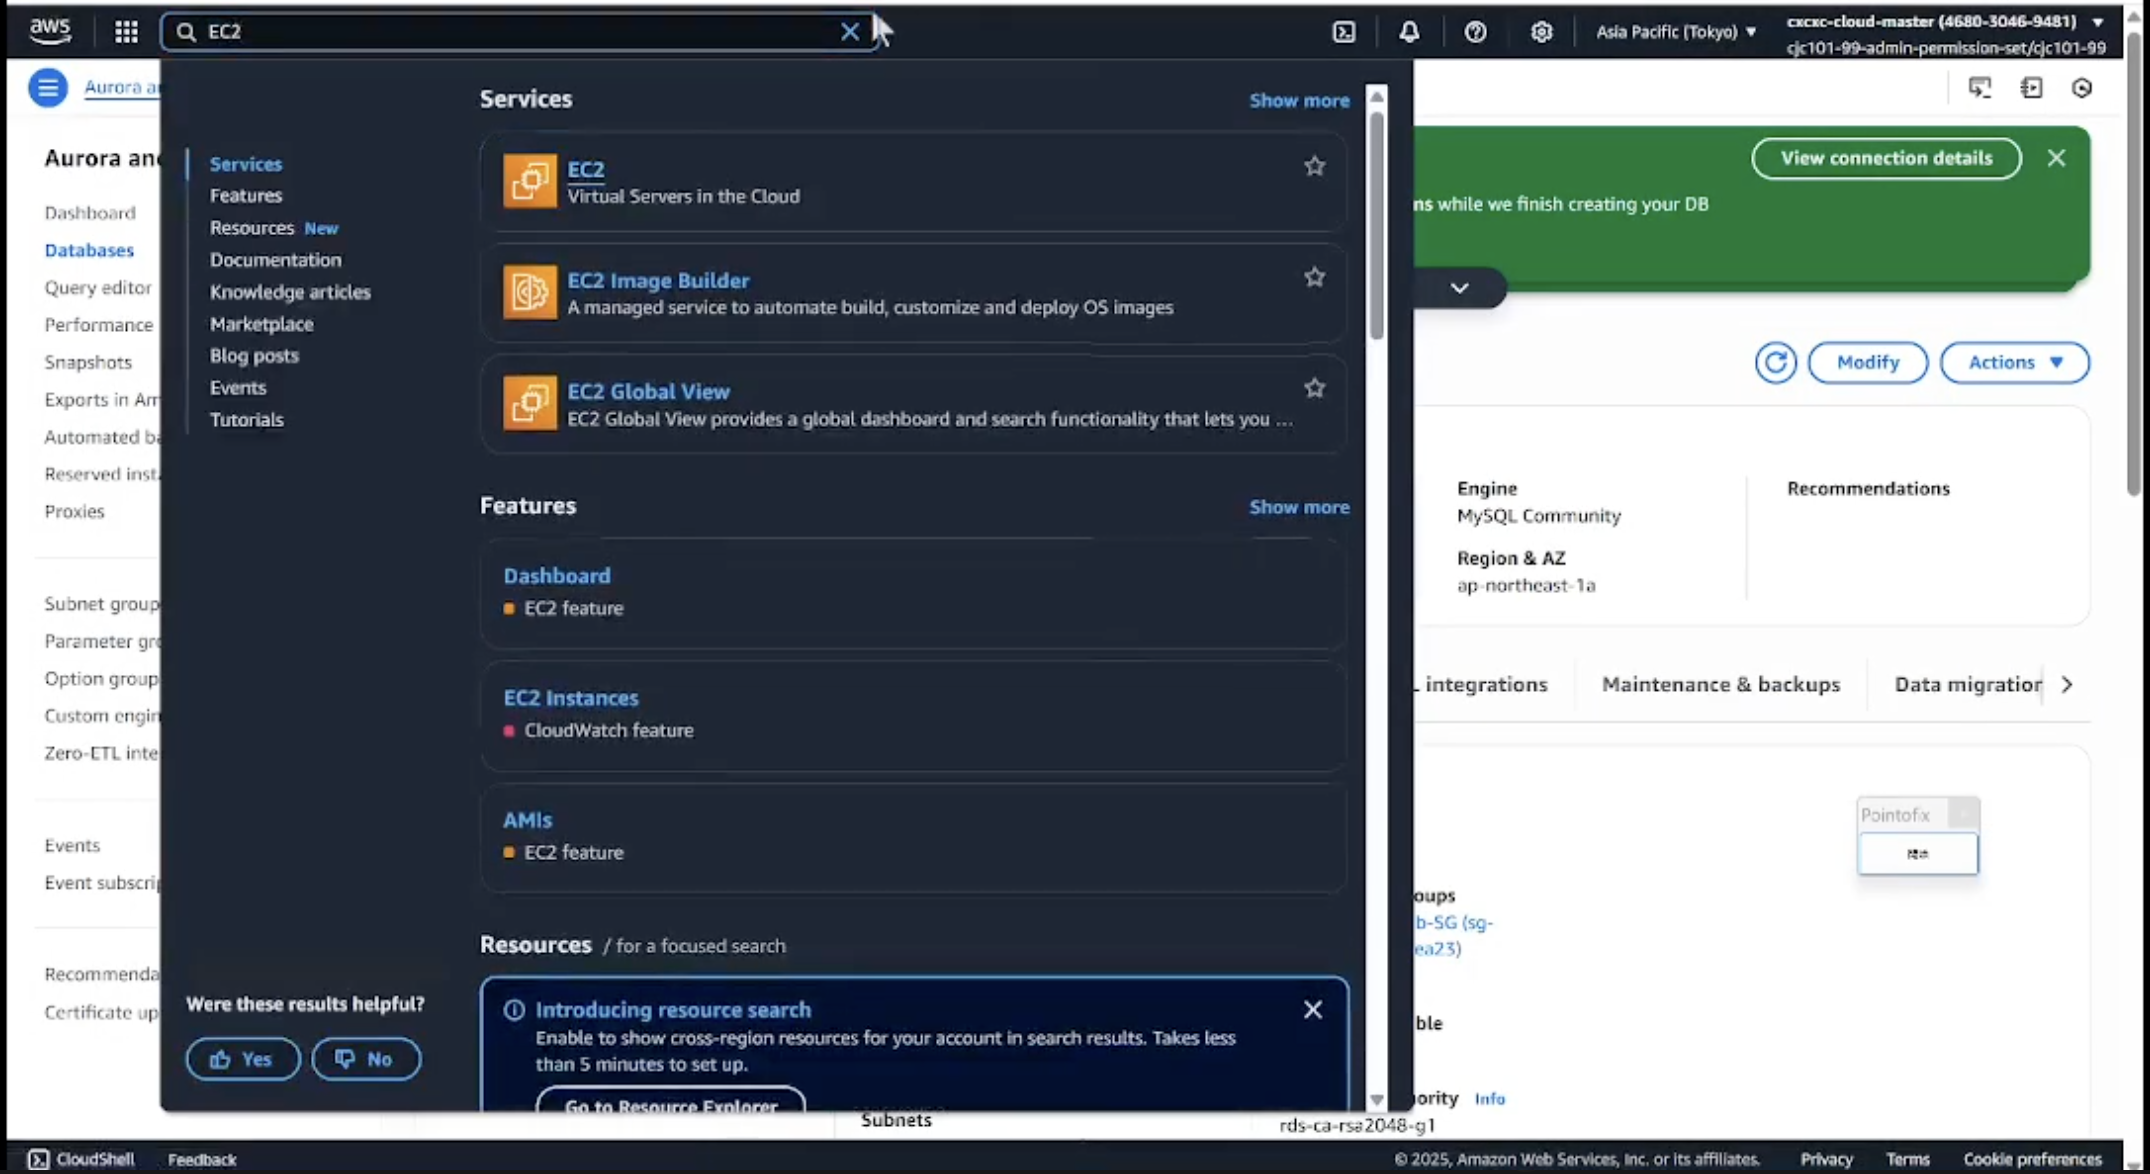 aws
EC2
Asia Pacific (Tokyo)
cxcxc-cloud-master (4680-3046-9481)
cjc101-99-admin-permission-set/cjc101-99
Services
Features
Resources New
Documentation
Knowledge articles
Marketplace
Blog posts
Events
Tutorials
Services
Show more
EC2
Virtual Servers in the Cloud
EC2 Image Builder
A managed service to automate build, customize and deploy OS images
EC2 Global View
EC2 Global View provides a global dashboard and search functionality that lets you ...
Features
Show more
Dashboard
EC2 feature
EC2 Instances
CloudWatch feature
AMIs
EC2 feature
Resources / for a focused search
Introducing resource search
Enable to show cross-region resources for your account in search results. Takes less
than 5 minutes to set up.
Go to Resource Explorer
Were these results helpful?
Yes
No
Aurora a
Aurora and
Dashboard
Databases
Query editor
Performance
Snapshots
Exports in Am
Automated ba
Reserved inst
Proxies
Subnet group
Parameter gro
Option group
Custom engin
Zero-ETL inte
Events
Event subscrip
Recommenda
Certificate up
View connection details
ns while we finish creating your DB
Modify
Actions
Engine
MySQL Community
Region & AZ
ap-northeast-1a
Recommendations
integrations
Maintenance & backups
Data migration
Pointofix
oups
b-SG (sg-
ea23)
ble
ority Info
rds-ca-rsa2048-g1
Subnets
CloudShell
Feedback
© 2025, Amazon Web Services, Inc. or its affiliates.
Privacy
Terms
Cookie preferences